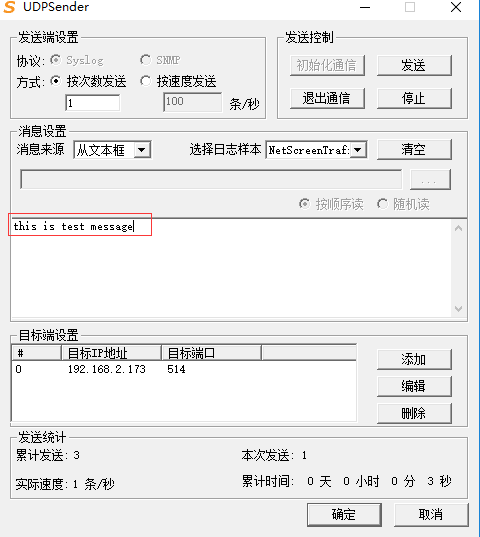 UDPSender
发送端设置
协议: Syslog SNMP
方式: 按次数发送 按速度发送
1 100 条/秒
发送控制
初始化通信 发送
退出通信 停止
消息设置
消息来源 从文本框 选择日志样本 NetScreenTraf 清空
...
按顺序读 随机读
this is test message
目标端设置
# 目标IP地址 目标端口
0 192.168.2.173 514
添加
编辑
删除
发送统计
累计发送: 3 本次发送: 1
实际速度: 1 条/秒 累计时间: 0 天 0 小时 0 分 3 秒
确定 取消